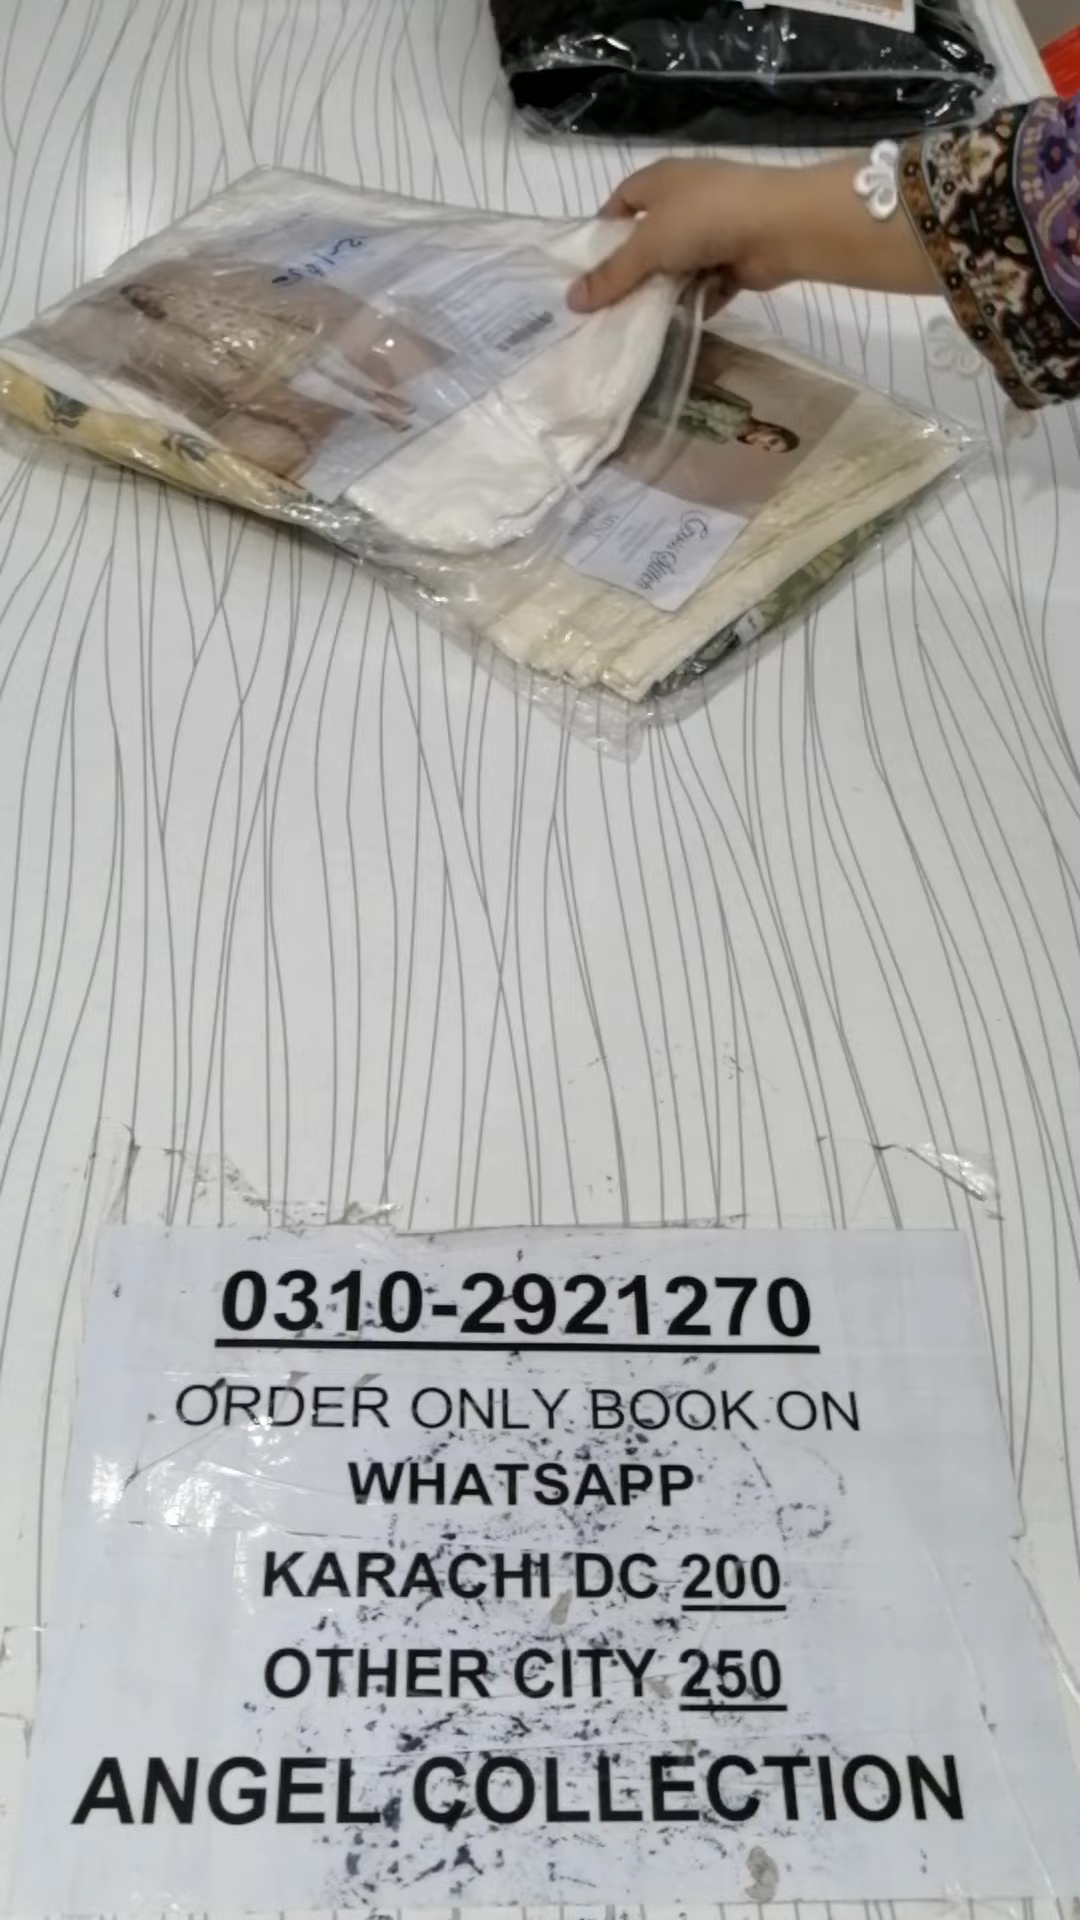 0310-2921270
ORDER ONLY BOOK ON
WHATSAPP
KARACHI DC 200
OTHER CITY 250
ANGEL COLLECTION